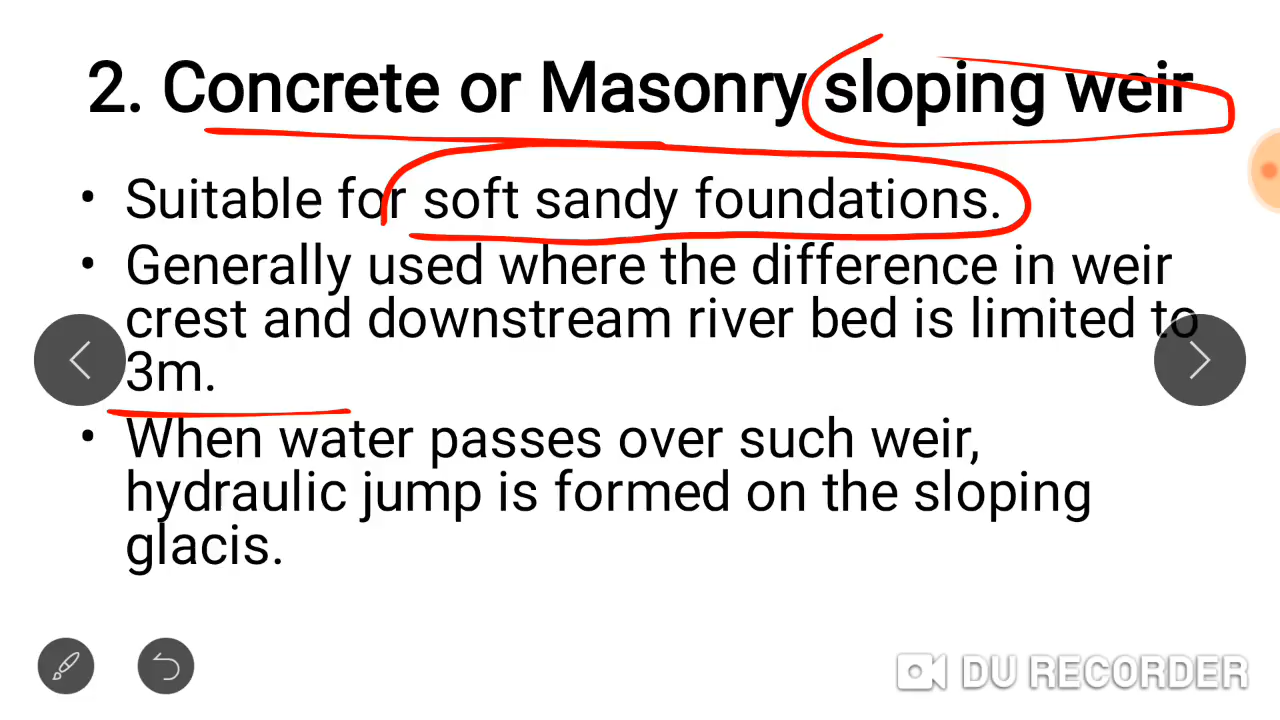 2. Concrete or Masonry sloping weir
• Suitable for soft sandy foundations.
• Generally used where the difference in weir
crest and downstream river bed is limited to
3m.
• When water passes over such weir,
hydraulic jump is formed on the sloping
glacis.
DU RECORDER